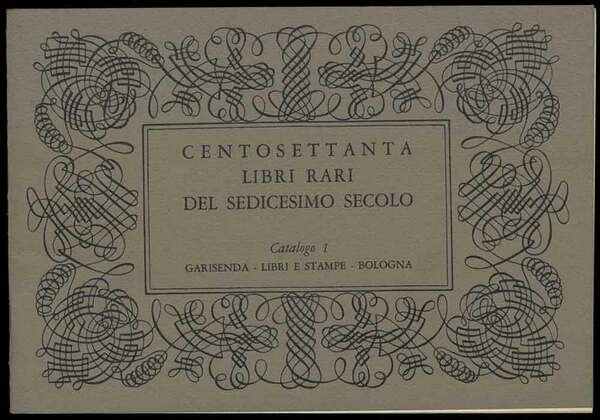 CENTOSETTANTA
LIBRI RARI
DEL SEDICESIMO SECOLO
Catalogo 1
GARISENDA - LIBRI E STAMPE - BOLOGNA